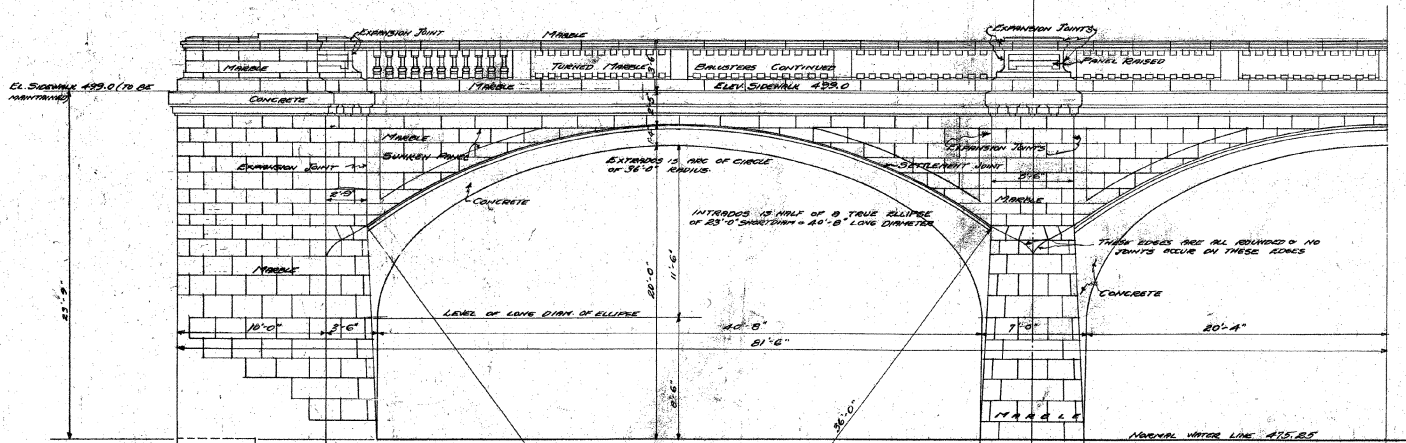 EXPANSION JOINT
MARBLE
EXPANSION JOINTS
MARBLE
TURNED MARBLE
BALUSTERS CONTINUED
PANEL RAISED
3'-6"
EL. SIDEWALK 499.0 (TO BE
MAINTAINED)
MARBLE
ELEV. SIDEWALK 499.0
CONCRETE
2'-5"
MARBLE
SUNKEN PANEL
EXPANSION JOINTS
EXPANSION JOINT
EXTRADOS IS ARC OF CIRCLE
OF 36'-0" RADIUS.
SETTLEMENT JOINT
8'-6"
2'-9"
CONCRETE
MARBLE
INTRADOS IS HALF OF A TRUE ELLIPSE
OF 23'-0" SHORT DIAM. & 40'-8" LONG DIAMETER
THESE EDGES ARE ALL ROUNDED & NO
JOINTS OCCUR ON THESE EDGES
MARBLE
20'-0"
11'-6"
CONCRETE
23'-9"
LEVEL OF LONG DIAM. OF ELLIPSE
10'-0"
3'-6"
40'-8"
7'-0"
20'-4"
81'-6"
8'-6"
36'-0"
MARBLE
NORMAL WATER LINE 475.25